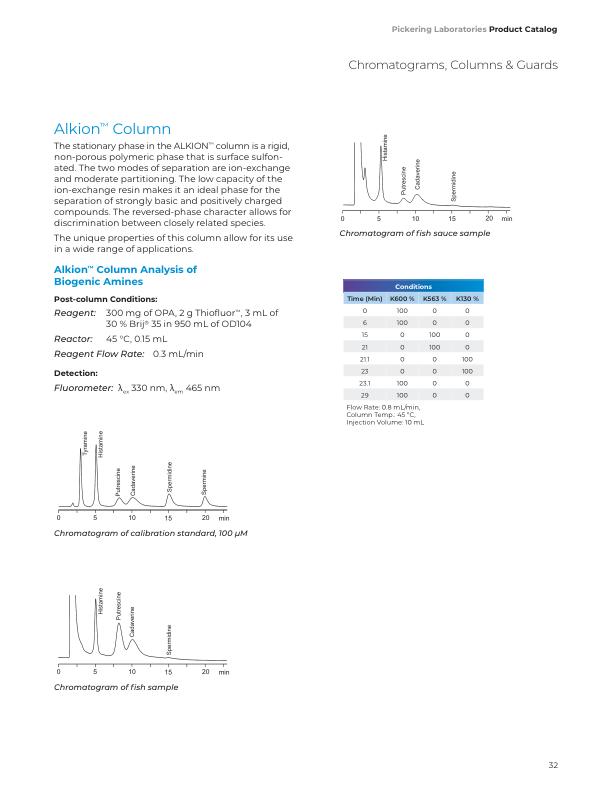 Pickering Laboratories Product Catalog
Chromatograms, Columns & Guards
Alkion™ Column
The stationary phase in the ALKION™ column is a rigid,
non-porous polymeric phase that is surface sulfon-
ated. The two modes of separation are ion-exchange
and moderate partitioning. The low capacity of the
ion-exchange resin makes it an ideal phase for the
separation of strongly basic and positively charged
compounds. The reversed-phase character allows for
discrimination between closely related species.
The unique properties of this column allow for its use
in a wide range of applications.
Alkion™ Column Analysis of
Biogenic Amines
Post-column Conditions:
Reagent: 300 mg of OPA, 2 g Thiofluor™, 3 mL of
30 % Brij® 35 in 950 mL of OD104
Reactor: 45 °C, 0.15 mL
Reagent Flow Rate: 0.3 mL/min
Detection:
Fluorometer: λex 330 nm, λem 465 nm
Tyramine
Histamine
Putrescine
Cadaverine
Spermidine
Spermine
0 5 10 15 20 min
Chromatogram of calibration standard, 100 µM
Histamine
Putrescine
Cadaverine
Spermidine
0 5 10 15 20 min
Chromatogram of fish sample
Histamine
Putrescine
Cadaverine
Spermidine
0 5 10 15 20 min
Chromatogram of fish sauce sample
Conditions
Time (Min) K600 % K563 % K130 %
0 100 0 0
6 100 0 0
15 0 100 0
21 0 100 0
21.1 0 0 100
23 0 0 100
23.1 100 0 0
29 100 0 0
Flow Rate: 0.8 mL/min,
Column Temp.: 45 °C,
Injection Volume: 10 mL
32